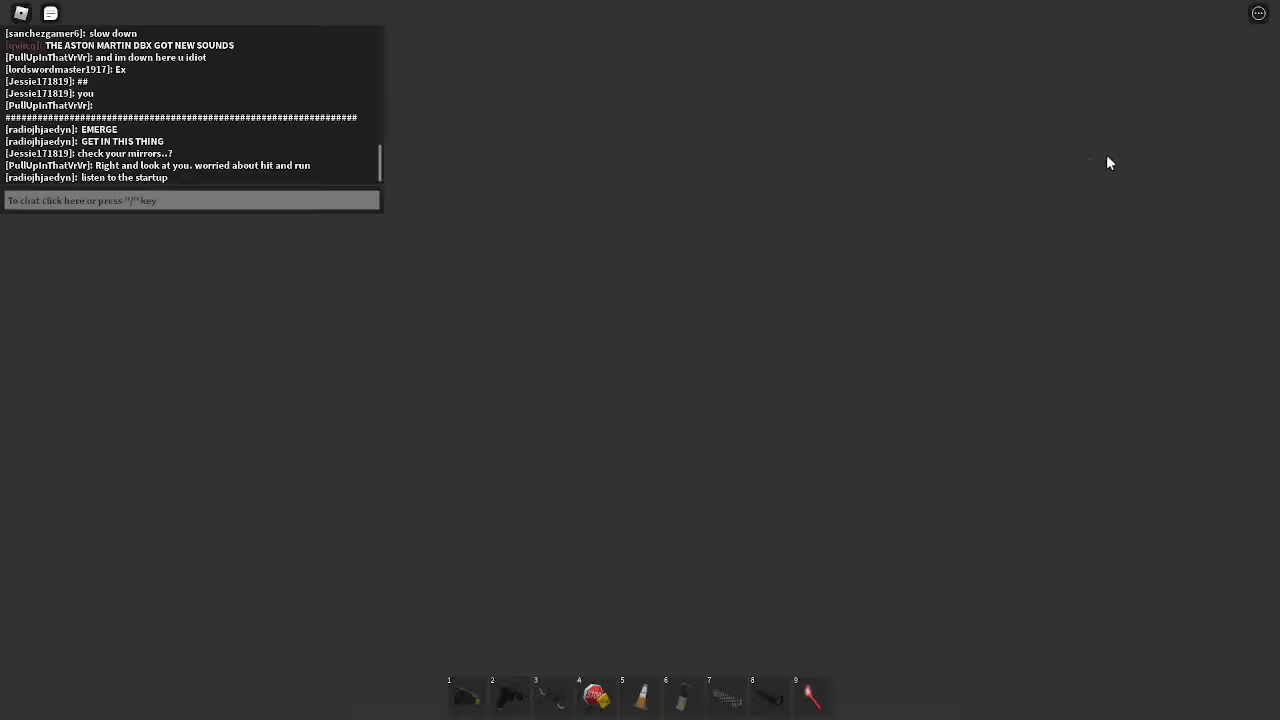 [sanchezgamer6]: slow down
[qviicq]: THE ASTON MARTIN DBX GOT NEW SOUNDS
[PullUpInThatVrVr]: and im down here u idiot
[lordswordmaster1917]: Ex
[Jessie171819]: ##
[Jessie171819]: you
[PullUpInThatVrVr]:
##################################################################
[radiojhjaedyn]: EMERGE
[radiojhjaedyn]: GET IN THIS THING
[Jessie171819]: check your mirrors..?
[PullUpInThatVrVr]: Right and look at you. worried about hit and run
[radiojhjaedyn]: listen to the startup
To chat click here or press "/" key
1 2 3 4 5 6 7 8 9
STOP